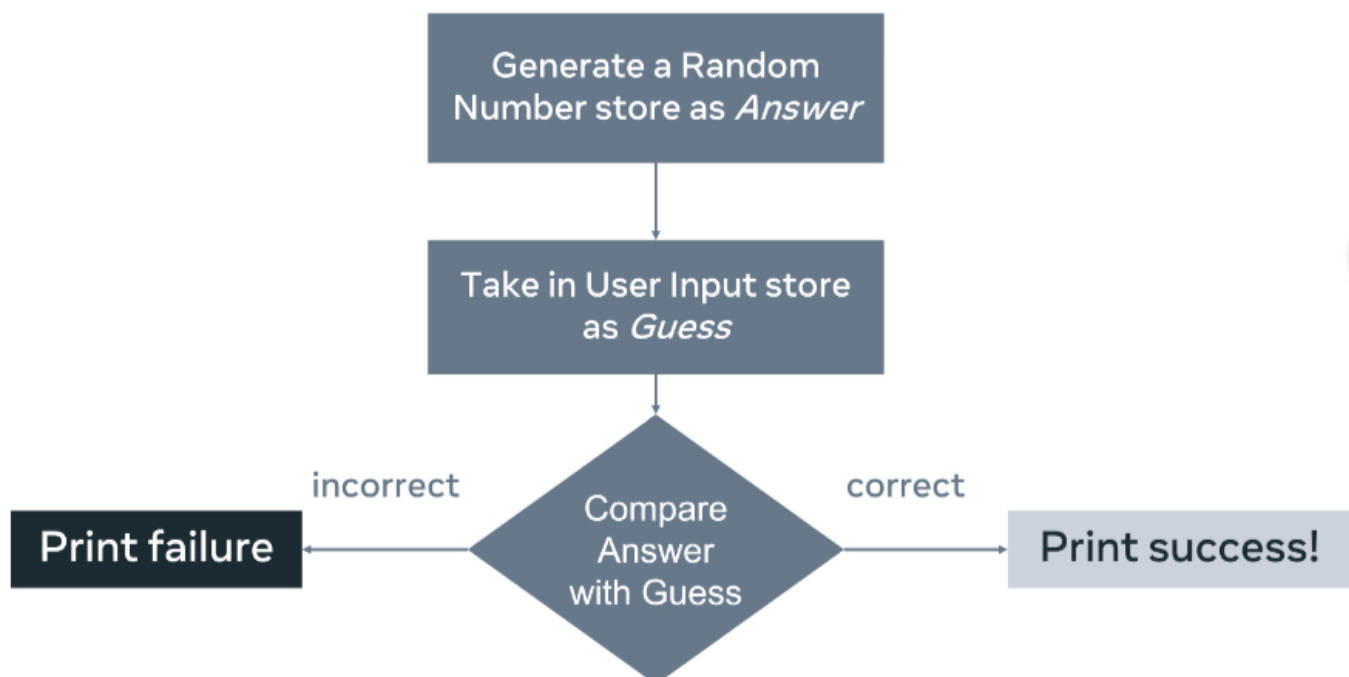 Generate a Random
Number store as Answer
Take in User Input store
as Guess
incorrect
correct
Compare
Answer
with Guess
Print failure
Print success!